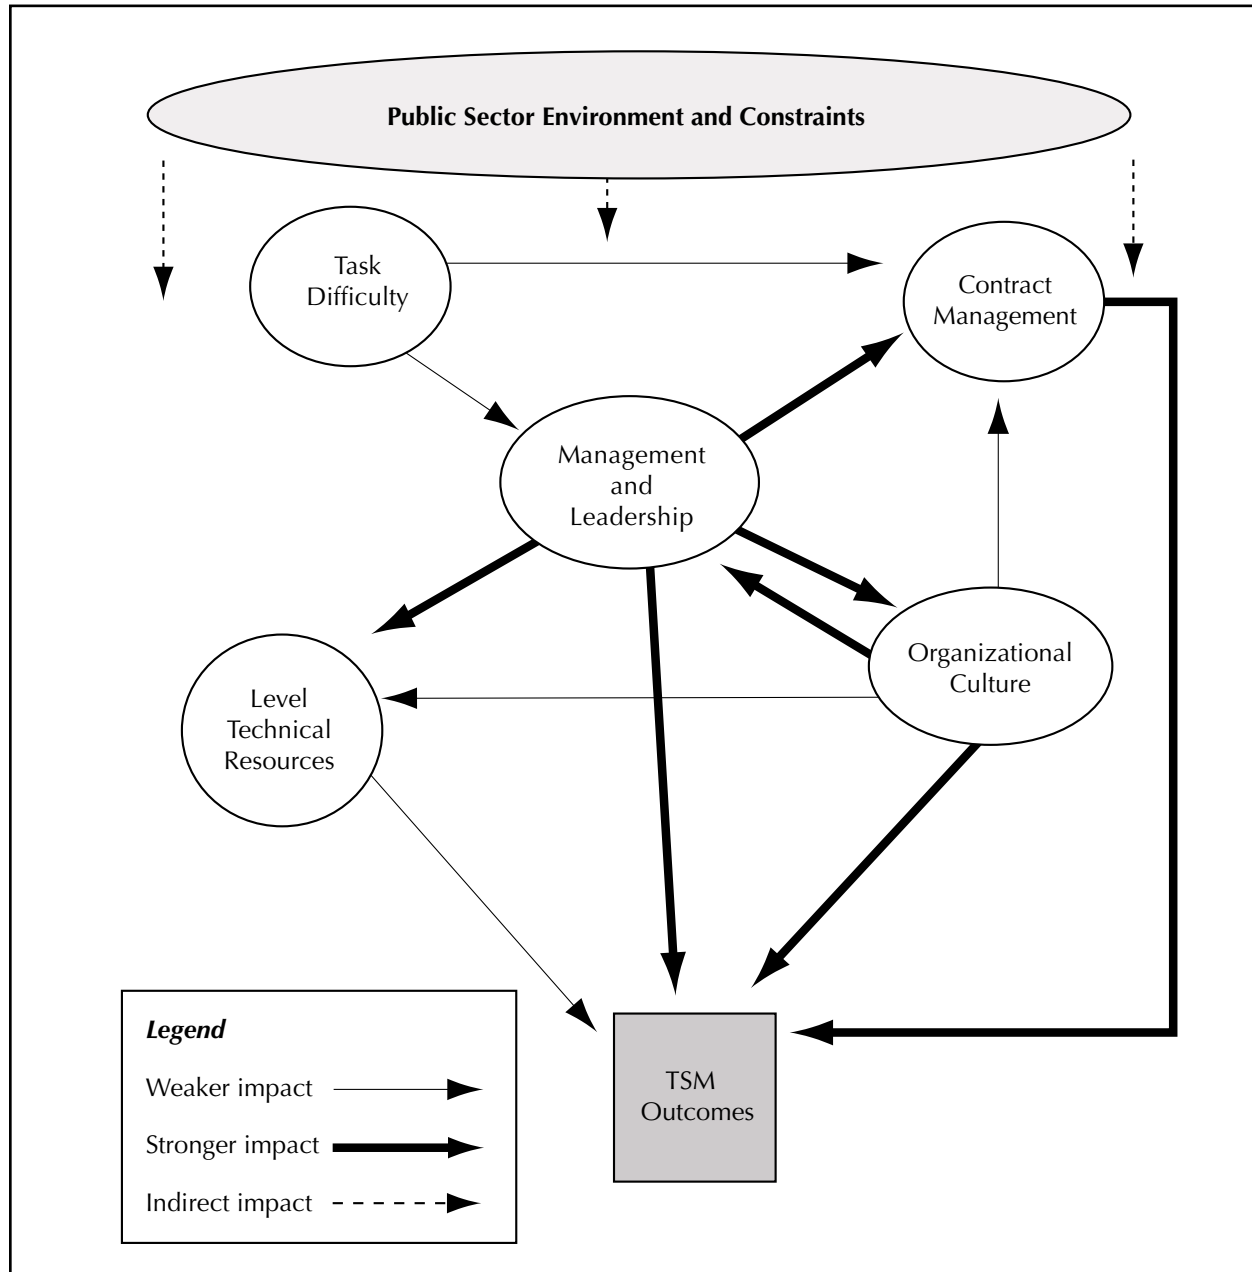 Public Sector Environment and Constraints
Task
Difficulty
Contract
Management
Management
and
Leadership
Organizational
Culture
Level
Technical
Resources
Legend
Weaker impact
Stronger impact
Indirect impact
TSM
Outcomes